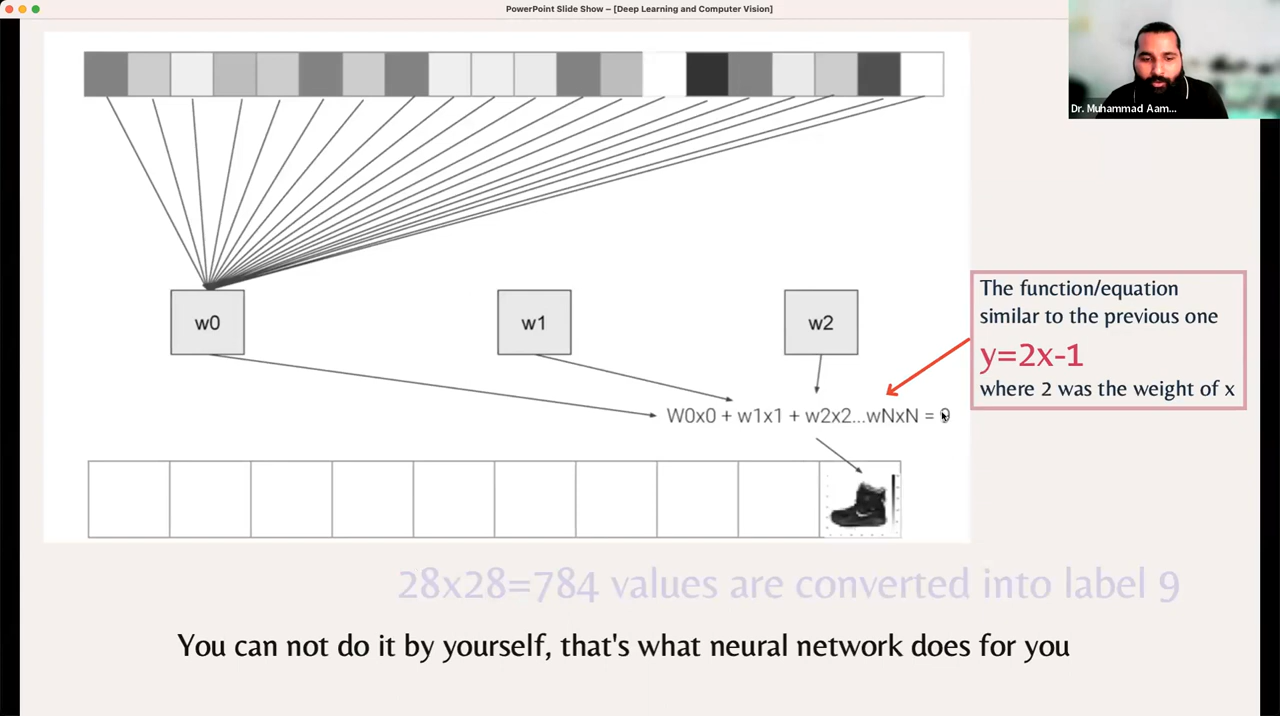 PowerPoint Slide Show – [Deep Learning and Computer Vision]
Dr. Muhammad Aam...
w0
w1
w2
W0x0 + w1x1 + w2x2...wNxN = 9
The function/equation
similar to the previous one
y=2x-1
where 2 was the weight of x
28x28=784 values are converted into label 9
You can not do it by yourself, that's what neural network does for you